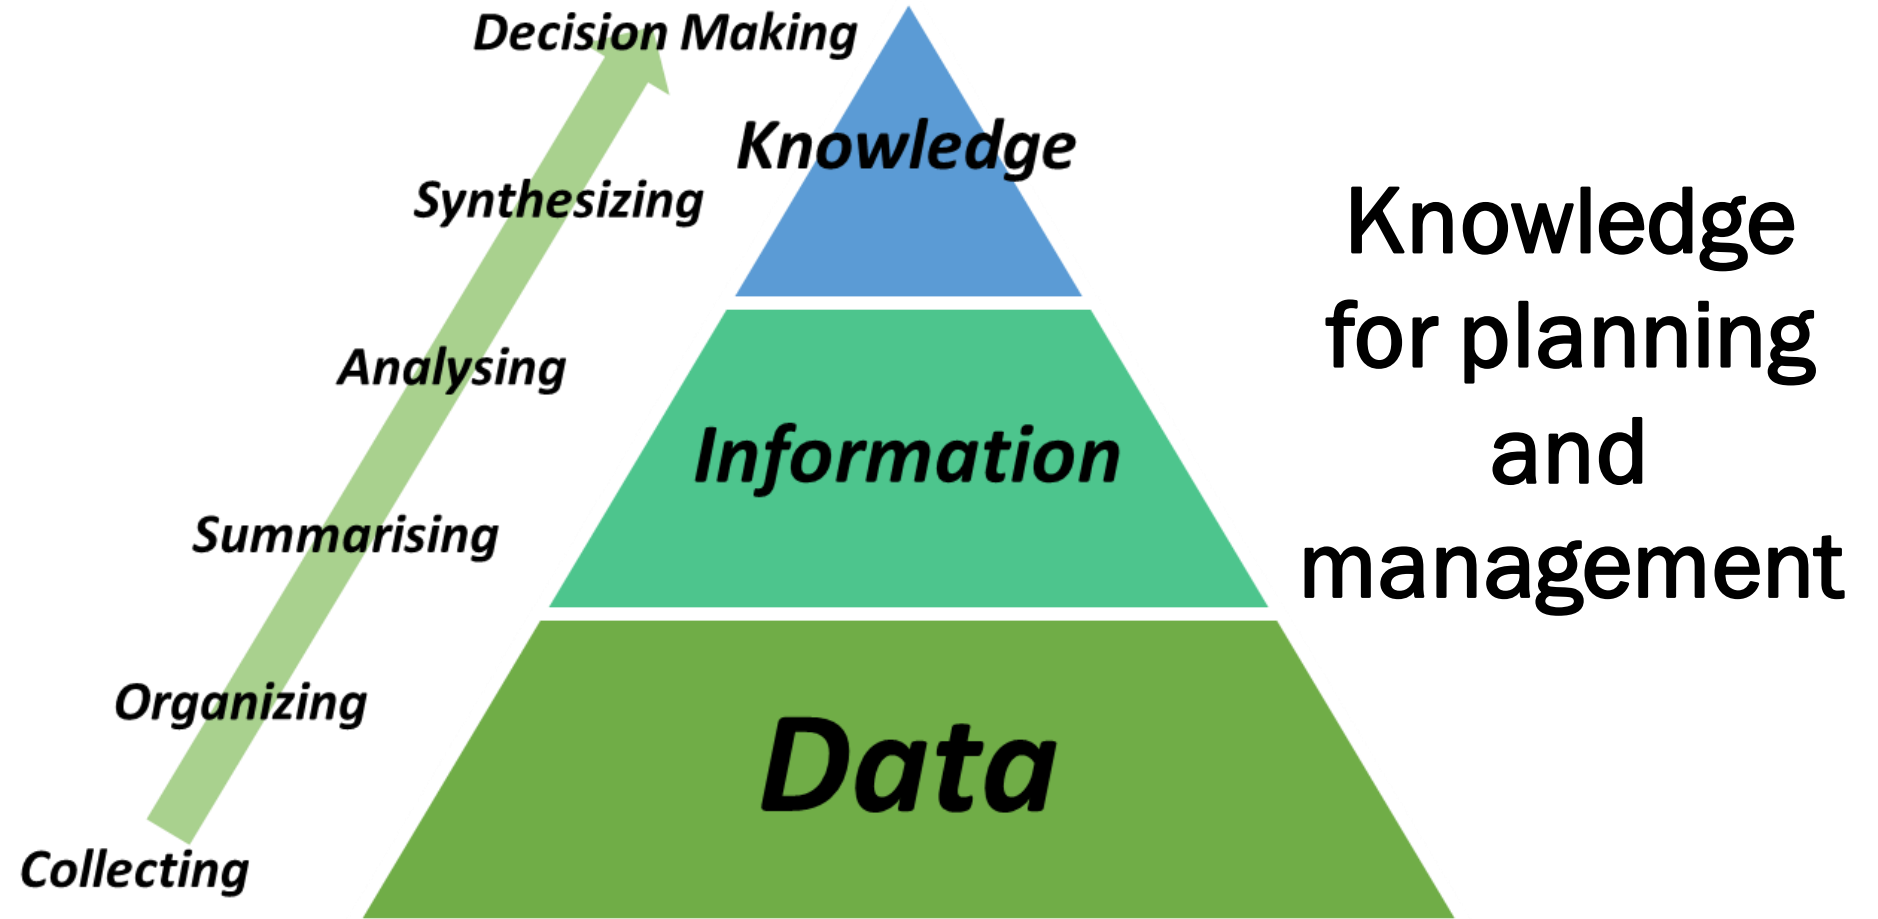 Decision Making
Knowledge
Synthesizing
Analysing
Information
Summarising
Organizing
Data
Collecting
Knowledge
for planning
and
management